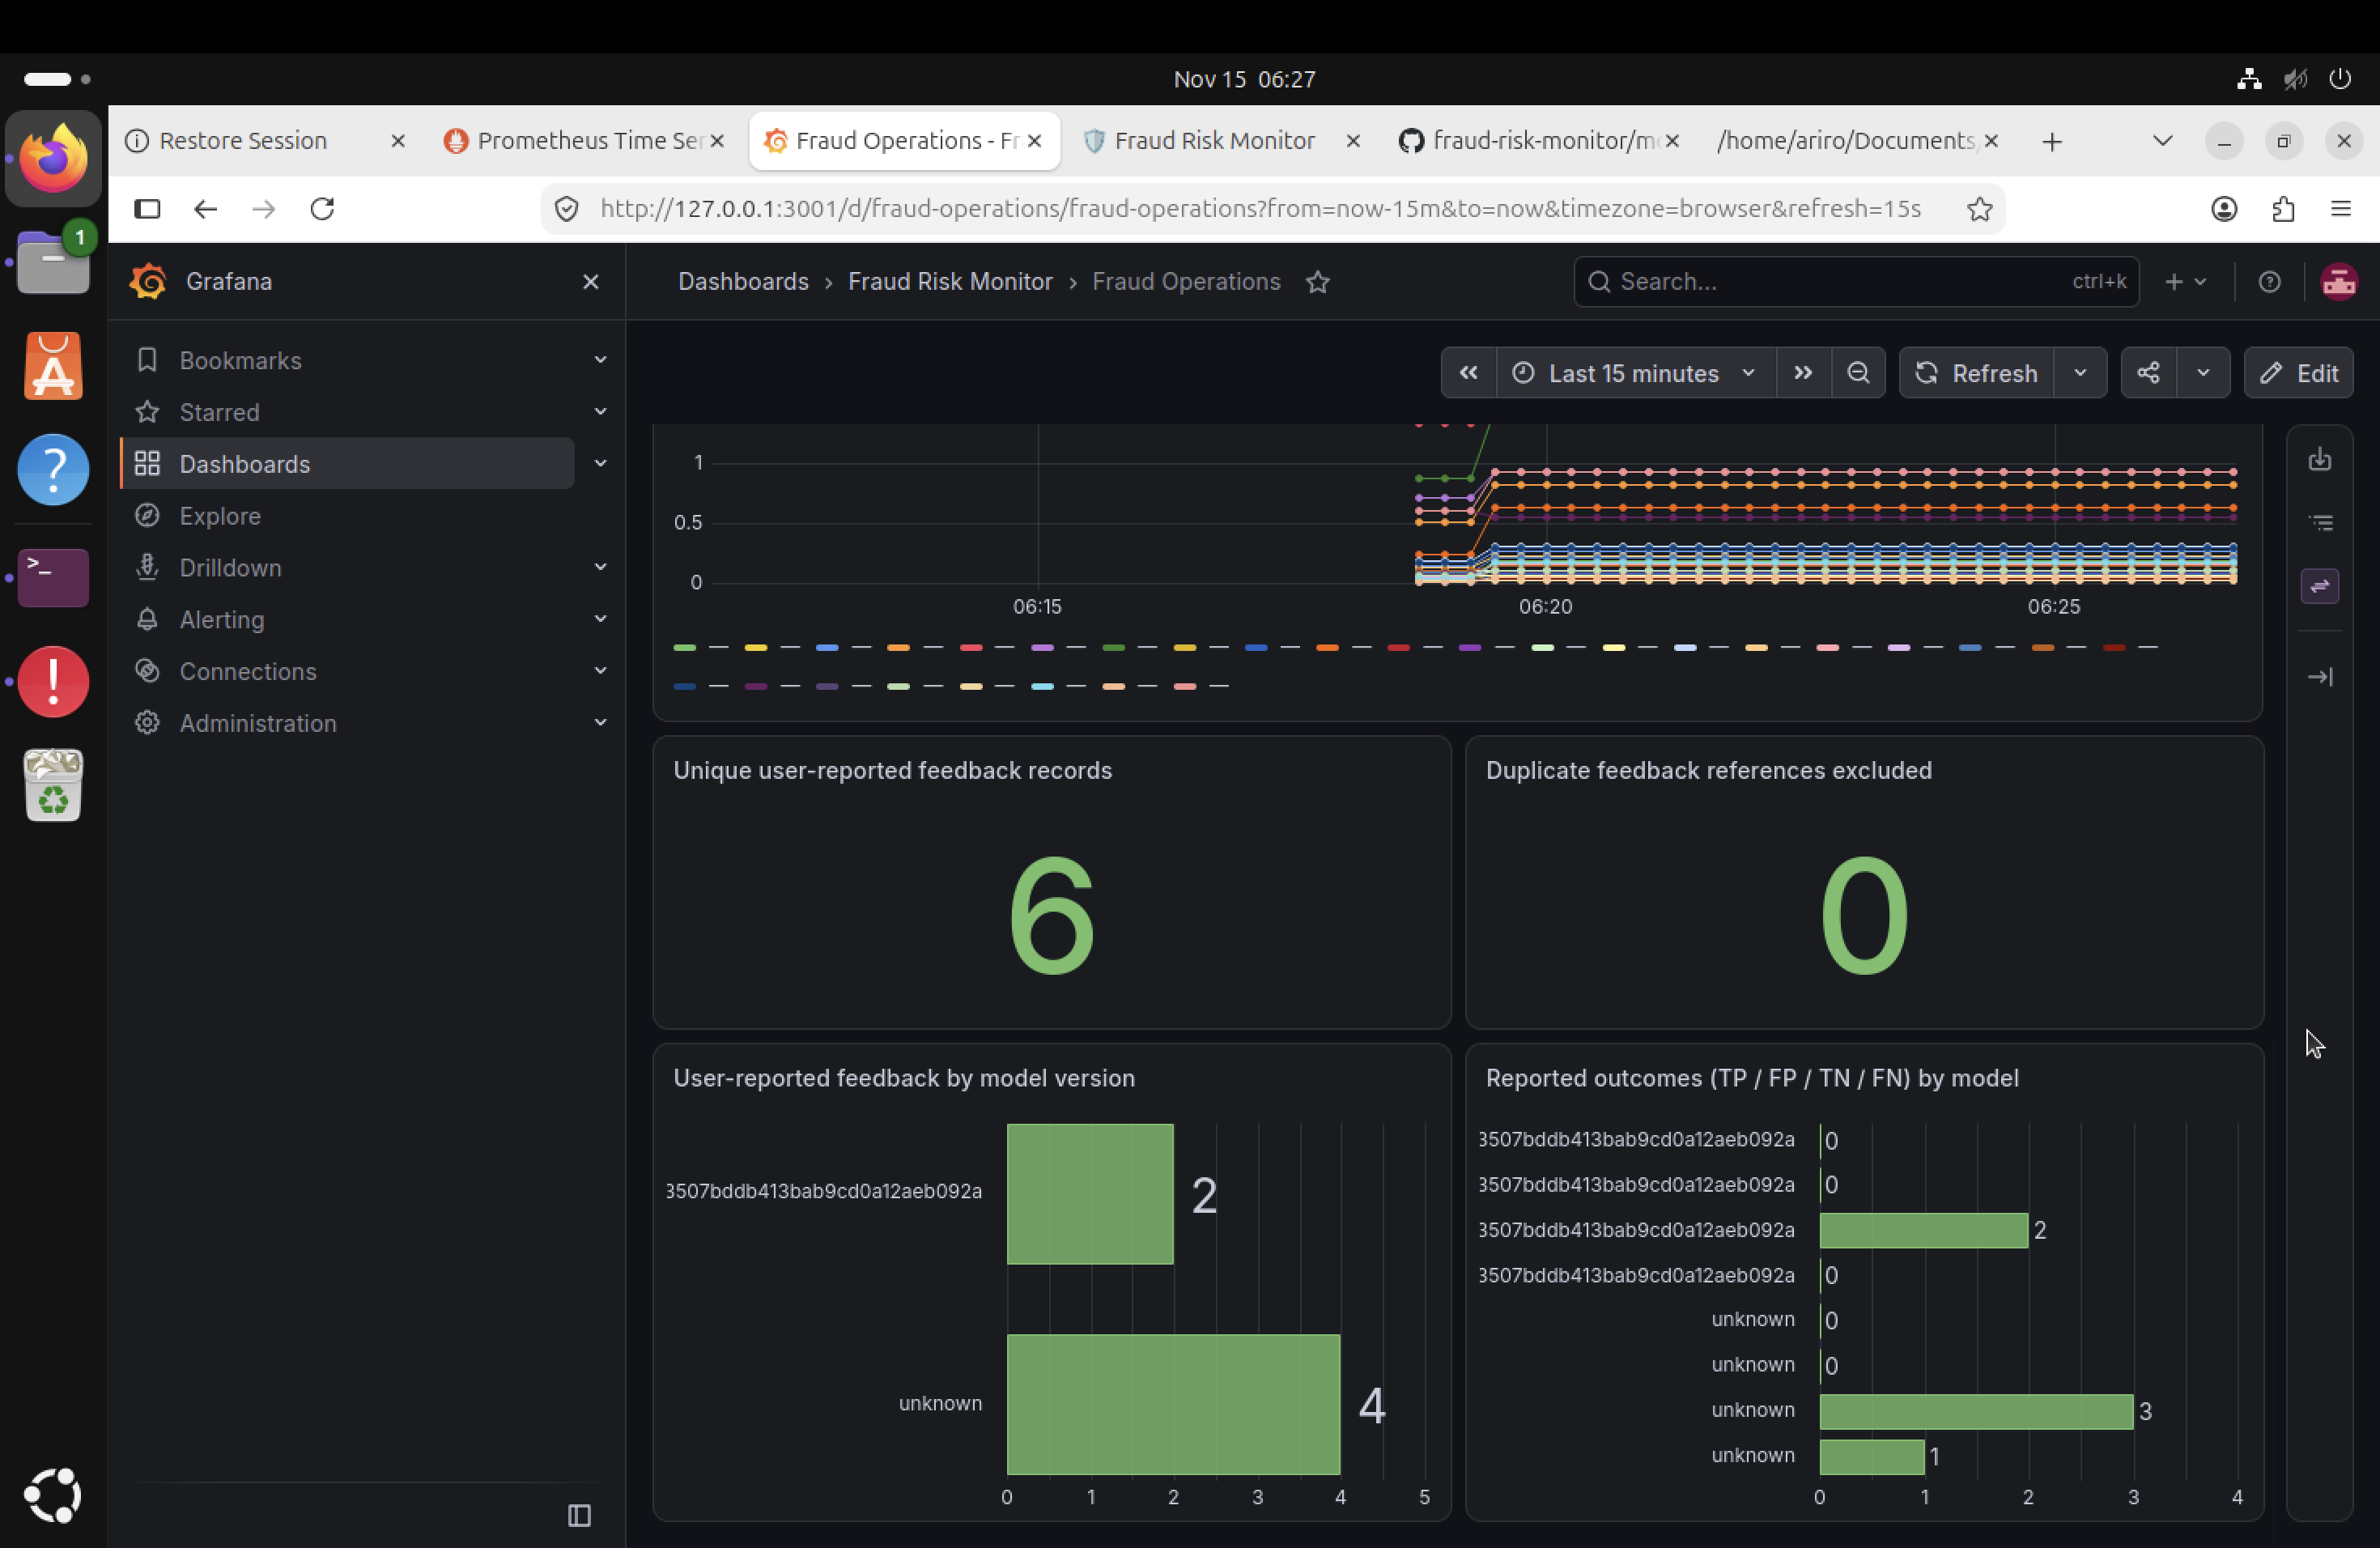 Nov 15 06:27
Restore Session
Prometheus Time Ser
Fraud Operations - Fr
Fraud Risk Monitor
fraud-risk-monitor/mo
/home/ariro/Documents/
1
http://127.0.0.1:3001/d/fraud-operations/fraud-operations?from=now-15m&to=now&timezone=browser&refresh=15s
Grafana
Dashboards › Fraud Risk Monitor › Fraud Operations
Search...
ctrl+k
Bookmarks
Starred
Dashboards
Explore
Drilldown
Alerting
Connections
Administration
Last 15 minutes
Refresh
Edit
1
0.5
0
06:15
06:20
06:25
Unique user-reported feedback records
6
Duplicate feedback references excluded
0
User-reported feedback by model version
3507bddb413bab9cd0a12aeb092a
2
unknown
4
0 1 2 3 4 5
Reported outcomes (TP / FP / TN / FN) by model
3507bddb413bab9cd0a12aeb092a 0
3507bddb413bab9cd0a12aeb092a 0
3507bddb413bab9cd0a12aeb092a 2
3507bddb413bab9cd0a12aeb092a 0
unknown 0
unknown 0
unknown 3
unknown 1
0 1 2 3 4